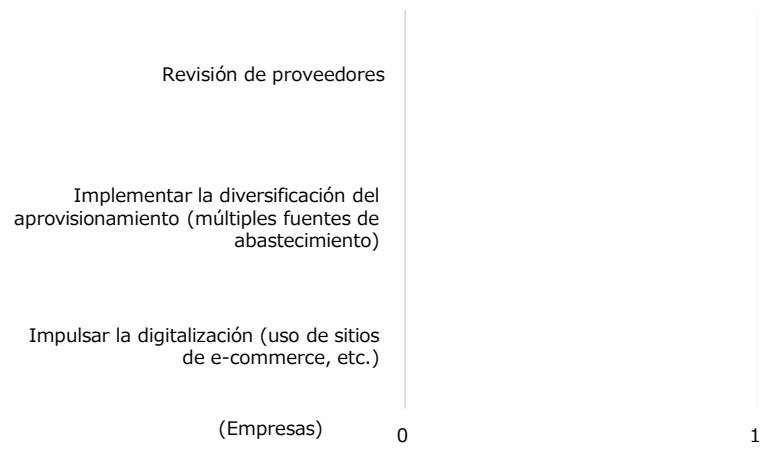 Revisión de proveedores
Implementar la diversificación del
aprovisionamiento (múltiples fuentes de
abastecimiento)
Impulsar la digitalización (uso de sitios
de e-commerce, etc.)
(Empresas)
0
1